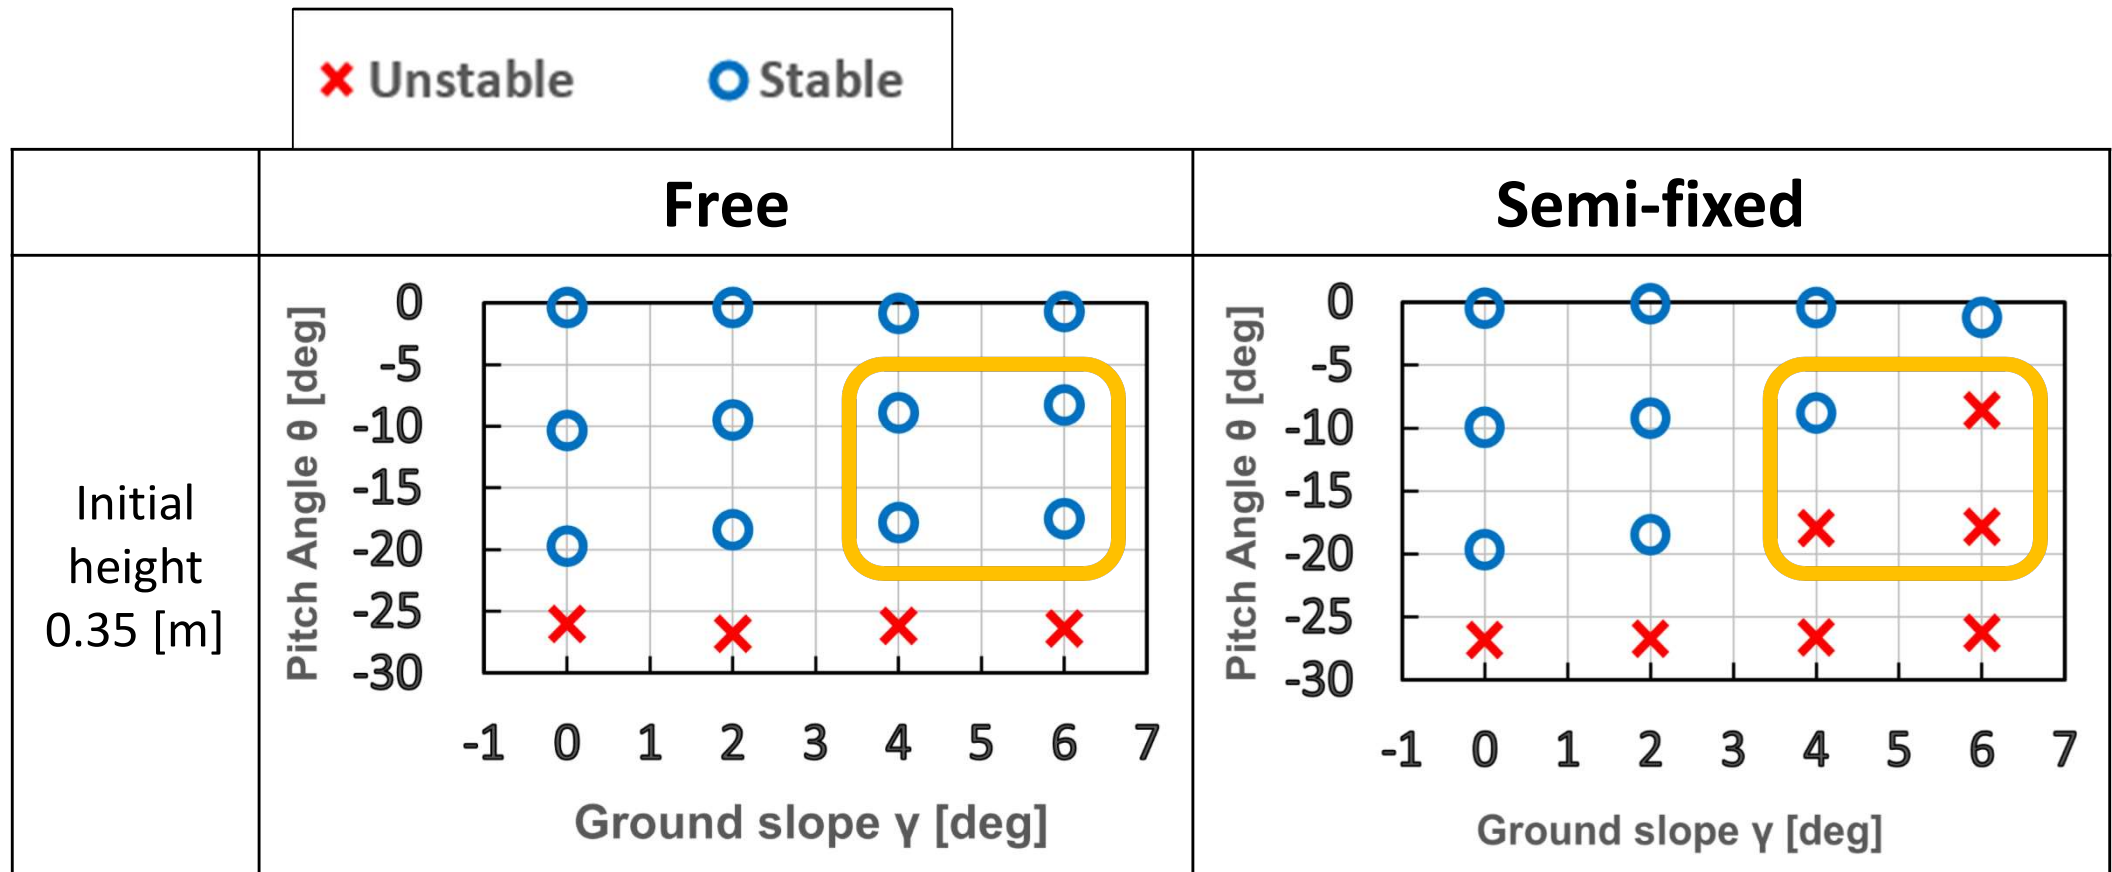 Unstable Stable
Free Semi-fixed
Initial
height
0.35 [m]
Pitch Angle θ [deg]
0
-5
-10
-15
-20
-25
-30
-1 0 1 2 3 4 5 6 7
Ground slope γ [deg]
Pitch Angle θ [deg]
0
-5
-10
-15
-20
-25
-30
-1 0 1 2 3 4 5 6 7
Ground slope γ [deg]